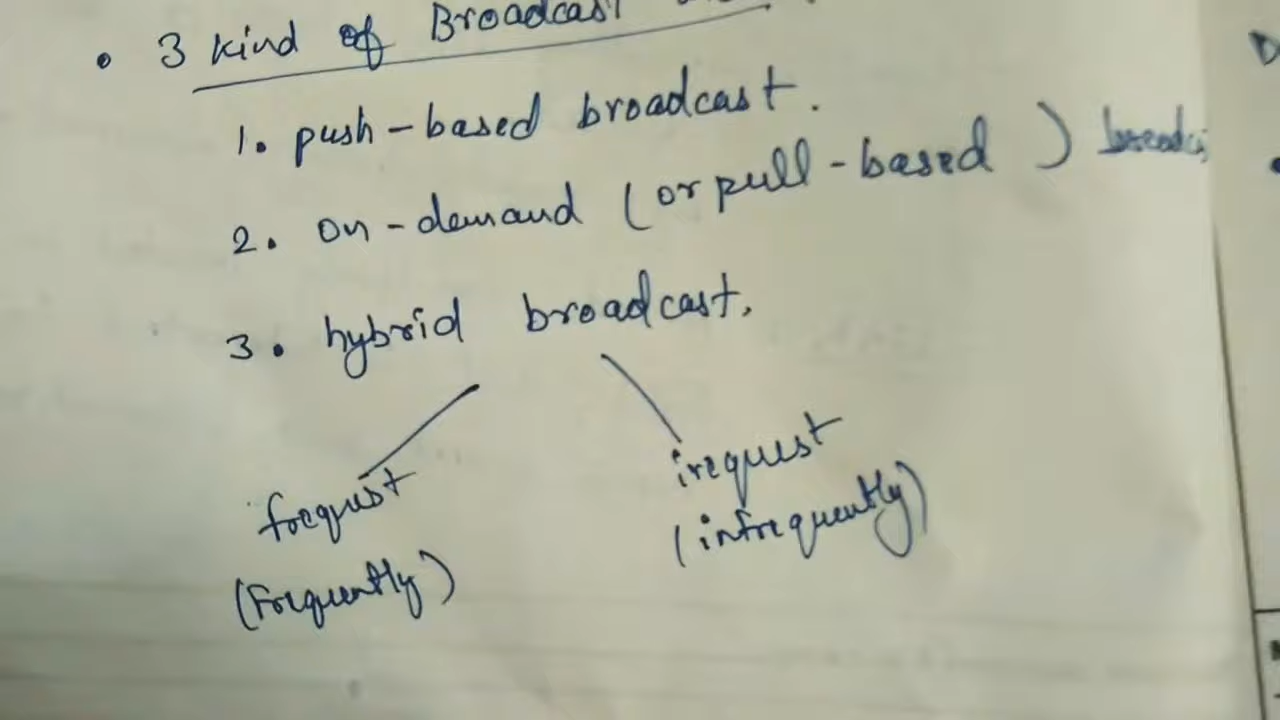 • 3 kind of Broadcast
1. push-based broadcast.
2. on-demand (or pull-based)
3. hybrid broadcast.
frequst irequest
(Frequently) (infrequently)